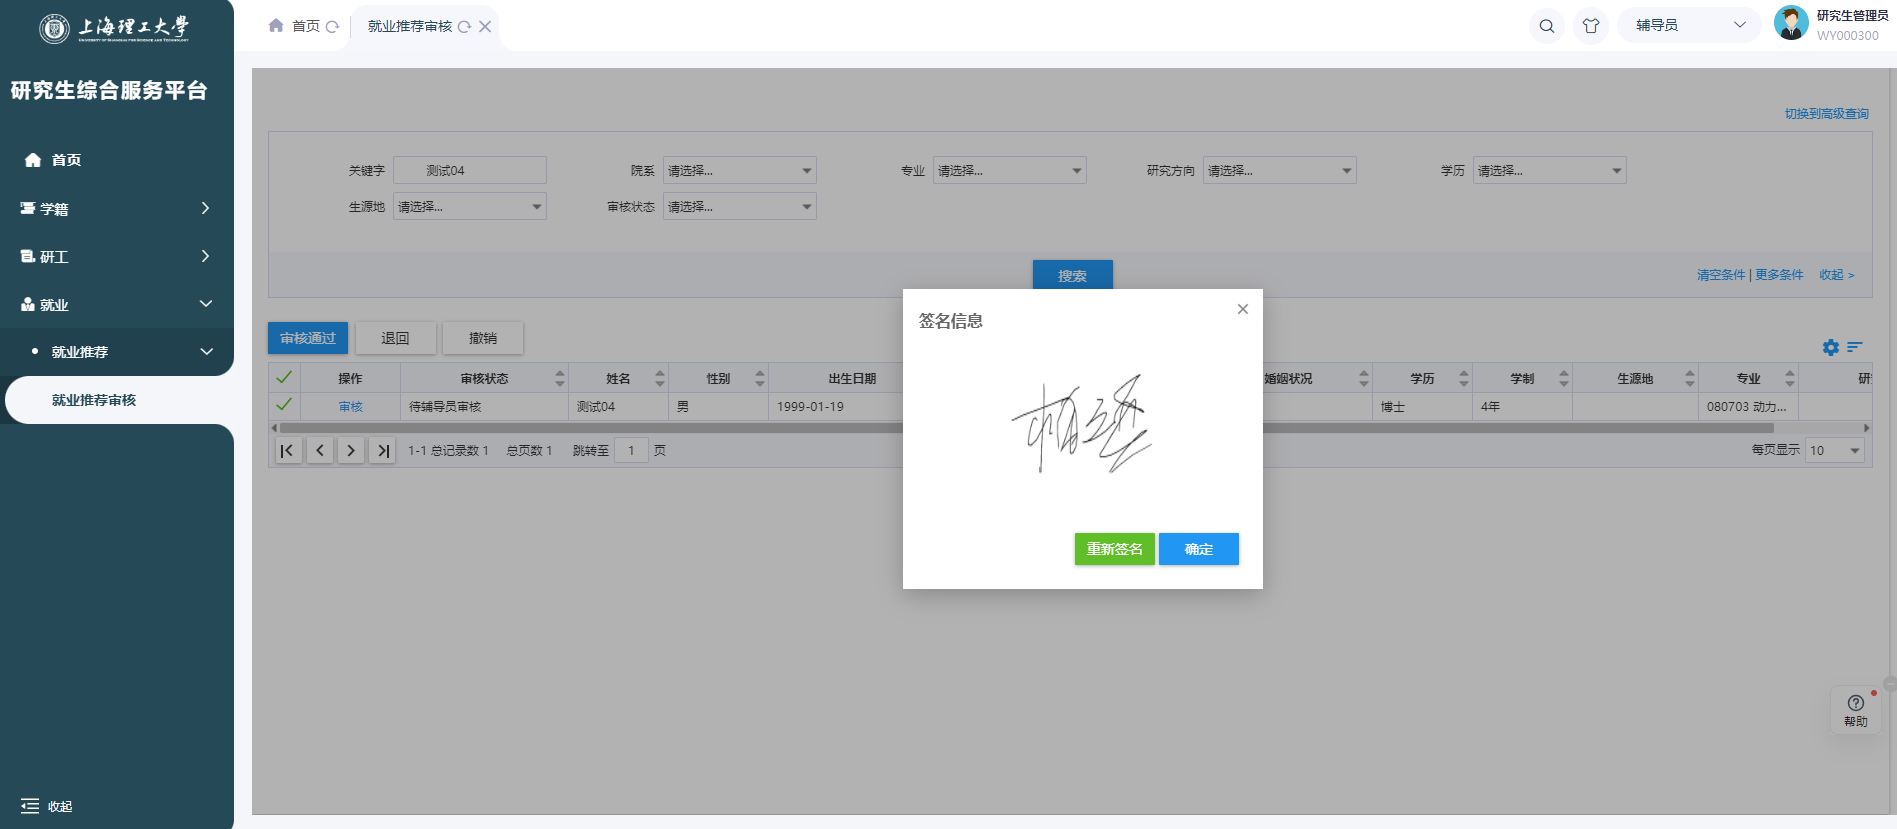 上海理工大学
UNIVERSITY OF SHANGHAI FOR SCIENCE AND TECHNOLOGY
研究生综合服务平台
首页
学籍
研工
就业
就业推荐
就业推荐审核
收起
首页 就业推荐审核
辅导员
研究生管理员
WY000300
切换到高级查询
关键字 测试04 院系 请选择... 专业 请选择... 研究方向 请选择... 学历 请选择...
生源地 请选择... 审核状态 请选择...
搜索
清空条件 | 更多条件 收起 >
审核通过 退回 撤销
操作 审核状态 姓名 性别 出生日期 婚姻状况 学历 学制 生源地 专业 研
审核 待辅导员审核 测试04 男 1999-01-19 博士 4年 080703 动力...
1-1 总记录数 1 总页数 1 跳转至 1 页 每页显示 10
签名信息
重新签名 确定
帮助